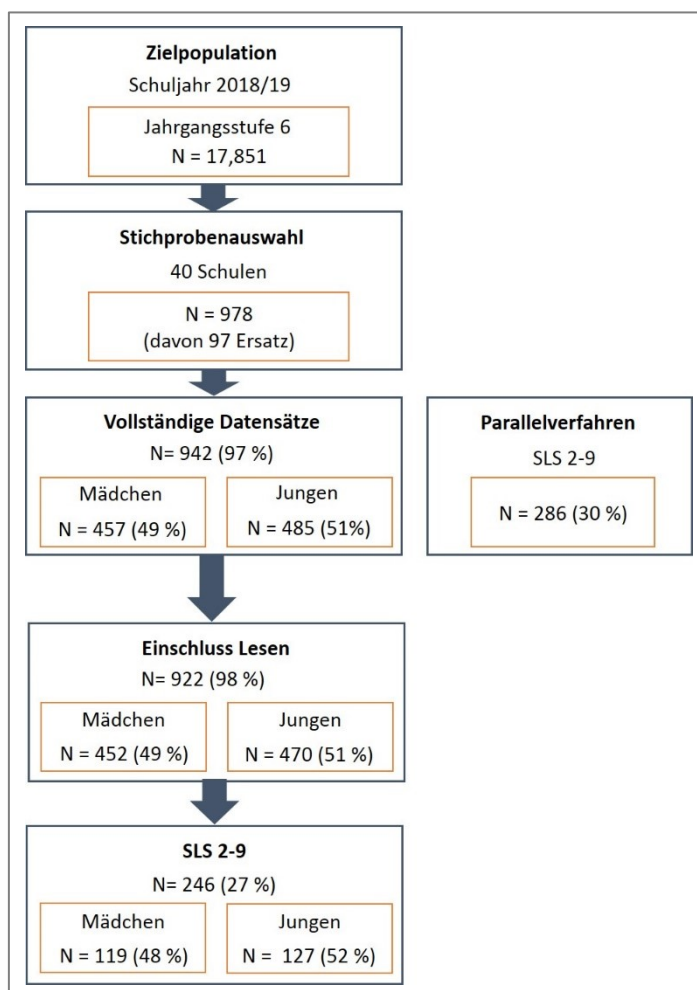 Zielpopulation
Schuljahr 2018/19
Jahrgangsstufe 6
N = 17,851
Stichprobenauswahl
40 Schulen
N = 978
(davon 97 Ersatz)
Vollständige Datensätze
N= 942 (97 %)
Mädchen
N = 457 (49 %)
Jungen
N = 485 (51%)
Parallelverfahren
SLS 2-9
N = 286 (30 %)
Einschluss Lesen
N= 922 (98 %)
Mädchen
N = 452 (49 %)
Jungen
N = 470 (51 %)
SLS 2-9
N= 246 (27 %)
Mädchen
N = 119 (48 %)
Jungen
N = 127 (52 %)